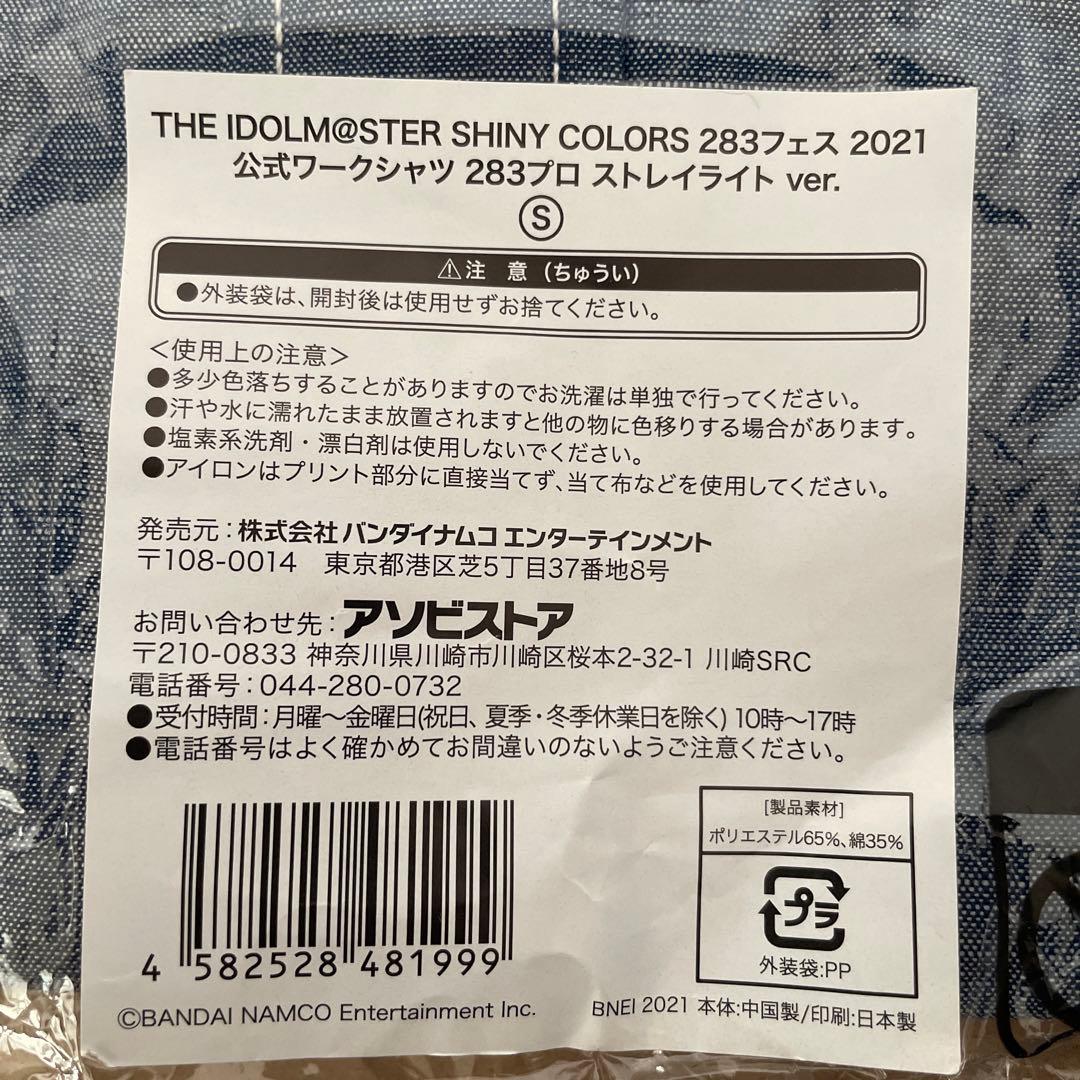 THE IDOLM@STER SHINY COLORS 283フェス 2021
公式ワークシャツ 283プロ ストレイライト ver.
Ⓢ
⚠注 意（ちゅうい）
●外装袋は、開封後は使用せずお捨てください。
＜使用上の注意＞
●多少色落ちすることがありますのでお洗濯は単独で行ってください。
●汗や水に濡れたまま放置されますと他の物に色移りする場合があります。
●塩素系洗剤・漂白剤は使用しないでください。
●アイロンはプリント部分に直接当てず、当て布などを使用してください。
発売元：株式会社 バンダイナムコ エンターテインメント
〒108-0014 東京都港区芝5丁目37番地8号
お問い合わせ先：アソビストア
〒210-0833 神奈川県川崎市川崎区桜本2-32-1 川崎SRC
電話番号：044-280-0732
●受付時間：月曜～金曜日(祝日、夏季・冬季休業日を除く) 10時～17時
●電話番号はよく確かめてお間違いのないようご注意ください。
4 582528 481999
[製品素材]
ポリエステル65%、綿35%
プラ
外装袋:PP
©BANDAI NAMCO Entertainment Inc.
BNEI 2021 本体:中国製/印刷:日本製